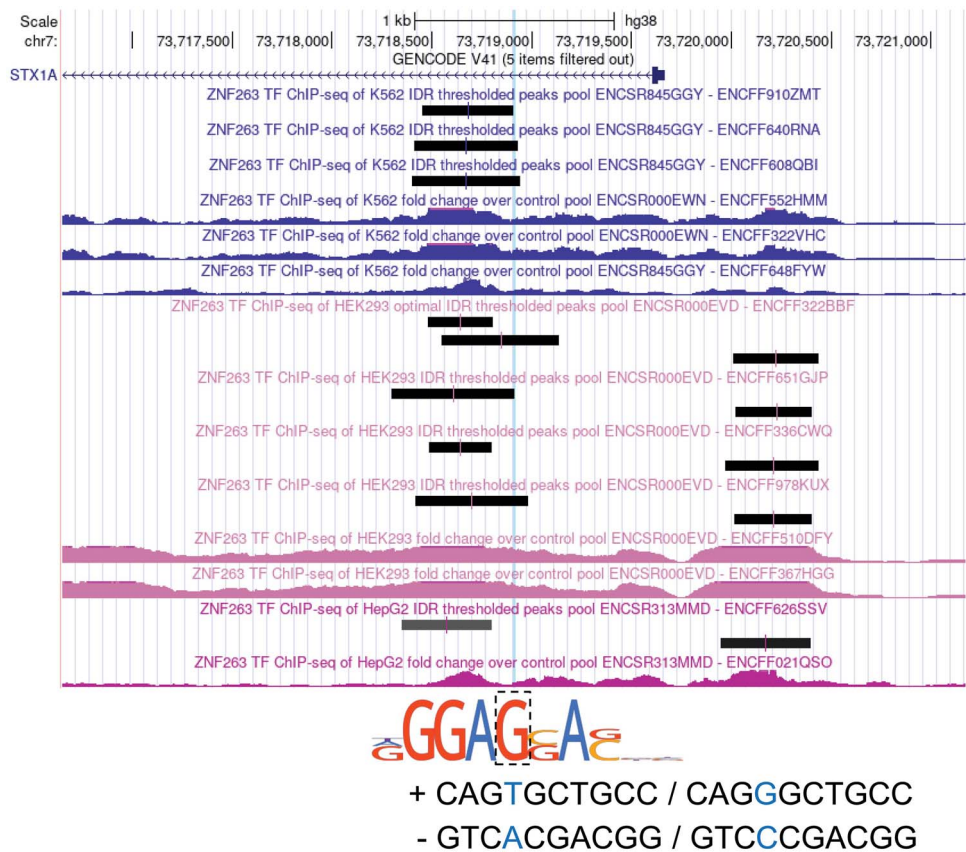 Scale 1 kb hg38
chr7: 73,717,500 73,718,000 73,718,500 73,719,000 73,719,500 73,720,000 73,720,500 73,721,000
GENCODE V41 (5 items filtered out)
STX1A
ZNF263 TF ChIP-seq of K562 IDR thresholded peaks pool ENCSR845GGY - ENCFF910ZMT
ZNF263 TF ChIP-seq of K562 IDR thresholded peaks pool ENCSR845GGY - ENCFF640RNA
ZNF263 TF ChIP-seq of K562 IDR thresholded peaks pool ENCSR845GGY - ENCFF608QBI
ZNF263 TF ChIP-seq of K562 fold change over control pool ENCSR000EWN - ENCFF552HMM
ZNF263 TF ChIP-seq of K562 fold change over control pool ENCSR000EWN - ENCFF322VHC
ZNF263 TF ChIP-seq of K562 fold change over control pool ENCSR845GGY - ENCFF648FYW
ZNF263 TF ChIP-seq of HEK293 optimal IDR thresholded peaks pool ENCSR000EVD - ENCFF322BBF
ZNF263 TF ChIP-seq of HEK293 IDR thresholded peaks pool ENCSR000EVD - ENCFF651GJP
ZNF263 TF ChIP-seq of HEK293 IDR thresholded peaks pool ENCSR000EVD - ENCFF336CWQ
ZNF263 TF ChIP-seq of HEK293 IDR thresholded peaks pool ENCSR000EVD - ENCFF978KUX
ZNF263 TF ChIP-seq of HEK293 fold change over control pool ENCSR000EVD - ENCFF510DFY
ZNF263 TF ChIP-seq of HEK293 fold change over control pool ENCSR000EVD - ENCFF367HGG
ZNF263 TF ChIP-seq of HepG2 IDR thresholded peaks pool ENCSR313MMD - ENCFF626SSV
ZNF263 TF ChIP-seq of HepG2 fold change over control pool ENCSR313MMD - ENCFF021QSO
GGAG A
+ CAGTGCTGCC / CAGGGCTGCC
- GTCACGACGG / GTCCCGACGG